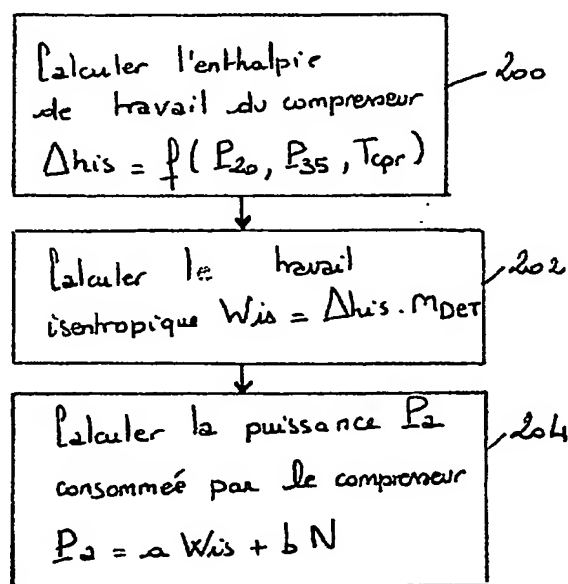 Calculer l'enthalpie
de travail du compresseur
Δhis = f( P20, P35, Tcpr )
200
Calculer le travail
isentropique Wis = Δhis . mDET
202
Calculer la puissance Pa
consommée par le compresseur
Pa = a Wis + b N
204